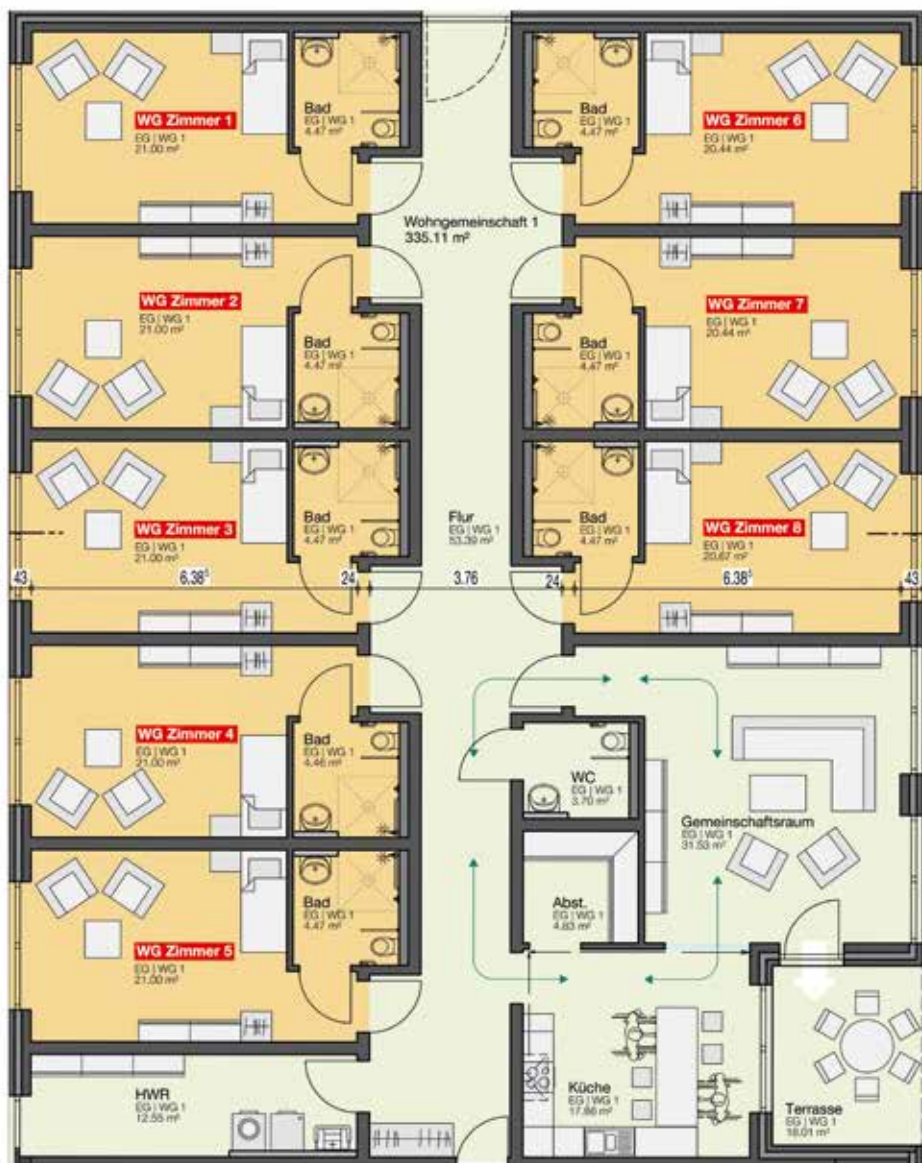 WG Zimmer 1
EG | WG 1
21.00 m²
Bad
EG | WG 1
4.47 m²
Bad
EG | WG 1
4.47 m²
WG Zimmer 6
EG | WG 1
20.44 m²
Wohngemeinschaft 1
335.11 m²
WG Zimmer 2
EG | WG 1
21.00 m²
Bad
EG | WG 1
4.47 m²
Bad
EG | WG 1
4.47 m²
WG Zimmer 7
EG | WG 1
20.44 m²
WG Zimmer 3
EG | WG 1
21.00 m²
Bad
EG | WG 1
4.47 m²
Flur
EG | WG 1
53.39 m²
Bad
EG | WG 1
4.47 m²
WG Zimmer 8
EG | WG 1
20.67 m²
43 6.38⁵ 24 3.76 24 6.38⁵ 43
WG Zimmer 4
EG | WG 1
21.00 m²
Bad
EG | WG 1
4.46 m²
WC
EG | WG 1
3.70 m²
Gemeinschaftsraum
EG | WG 1
31.53 m²
WG Zimmer 5
EG | WG 1
21.00 m²
Bad
EG | WG 1
4.47 m²
Abst.
EG | WG 1
4.83 m²
HWR
EG | WG 1
12.55 m²
Küche
EG | WG 1
17.86 m²
Terrasse
EG | WG 1
18.01 m²